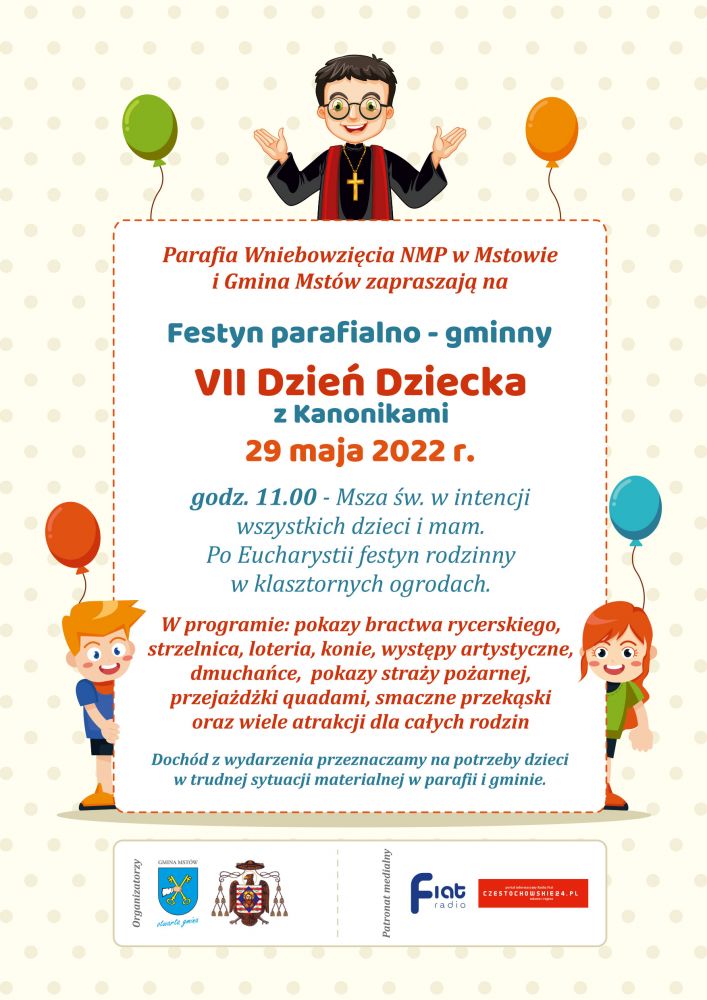 Parafia Wniebowzięcia NMP w Mstowie
i Gmina Mstów zapraszają na
Festyn parafialno - gminny
VII Dzień Dziecka
z Kanonikami
29 maja 2022 r.
godz. 11.00 - Msza św. w intencji
wszystkich dzieci i mam.
Po Eucharystii festyn rodzinny
w klasztornych ogrodach.
W programie: pokazy bractwa rycerskiego,
strzelnica, loteria, konie, występy artystyczne,
dmuchańce, pokazy straży pożarnej,
przejażdżki quadami, smaczne przekąski
oraz wiele atrakcji dla całych rodzin
Dochód z wydarzenia przeznaczamy na potrzeby dzieci
w trudnej sytuacji materialnej w parafii i gminie.
Organizatorzy
GMINA MSTÓW
otwarta gmina
Patronat medialny
Fiat
radio
portal informacyjny Radia Fiat
CZESTOCHOWSKIE24.PL